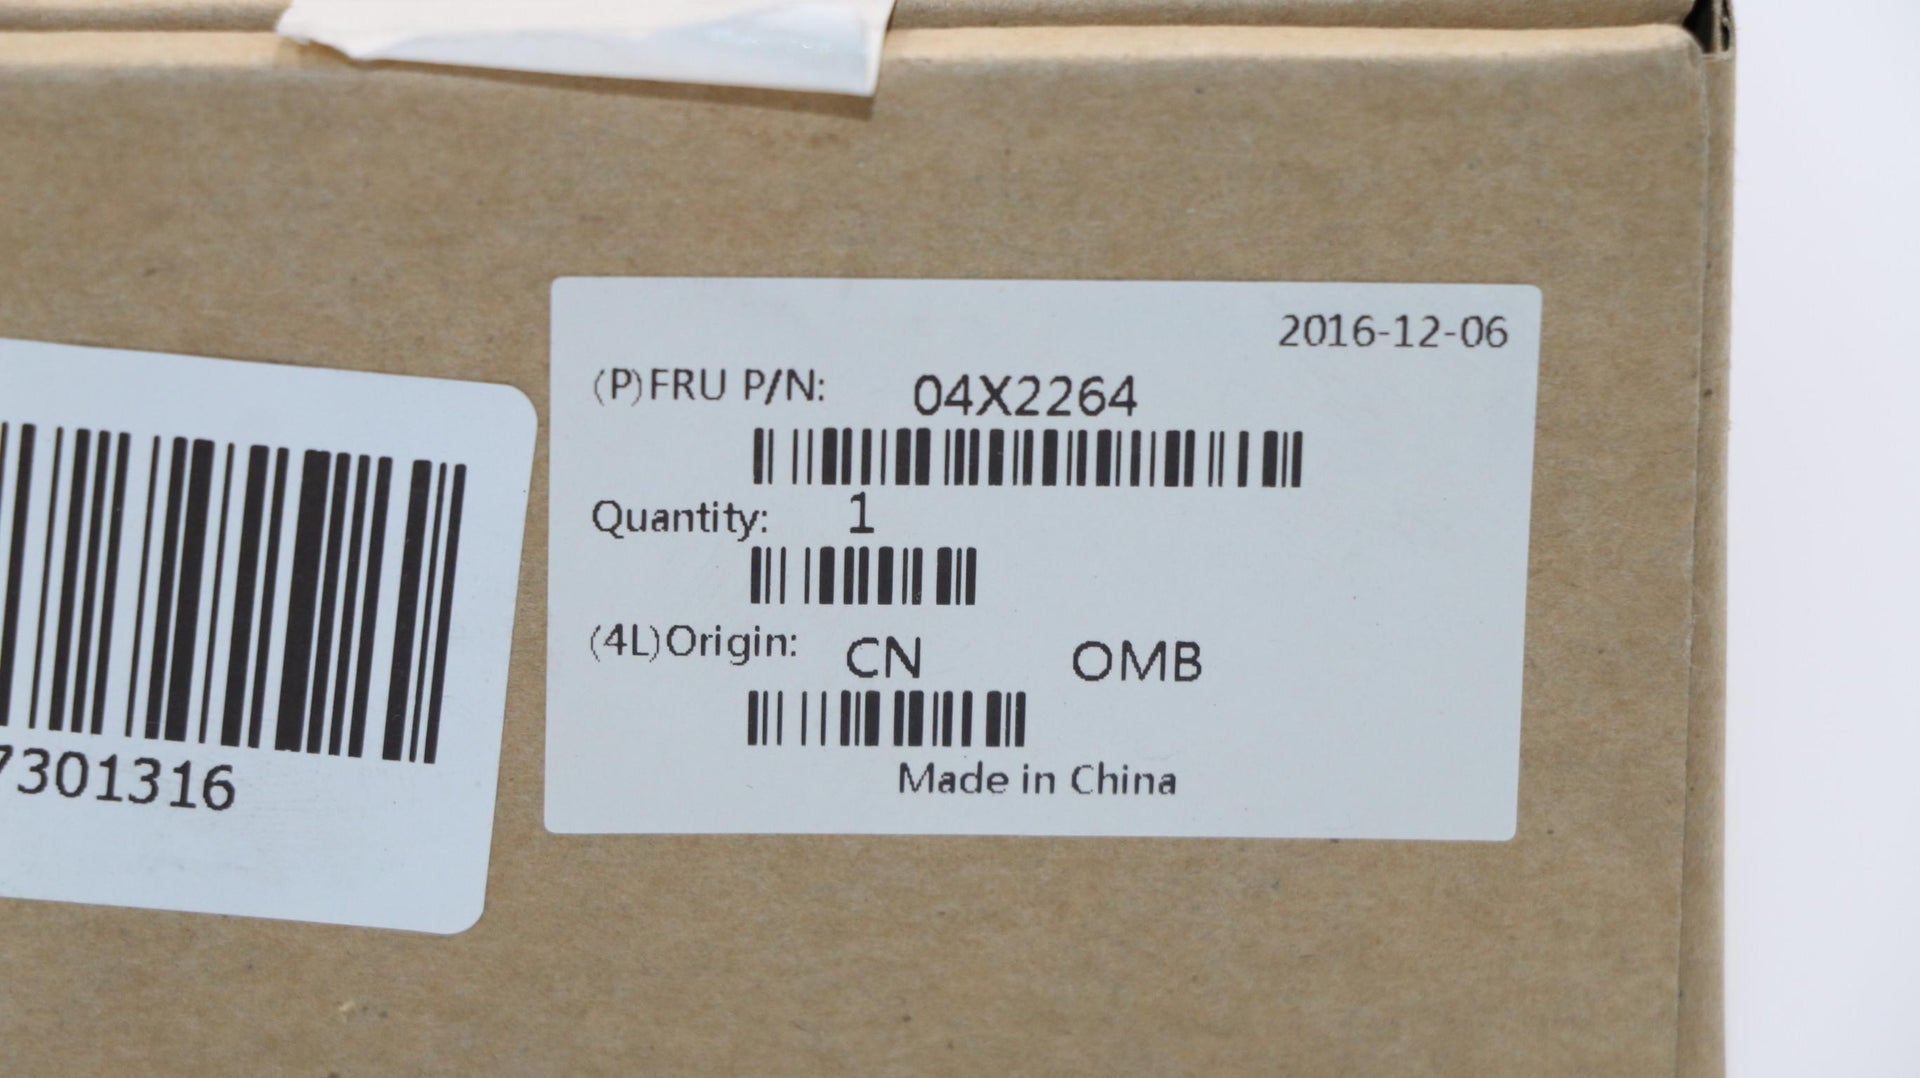 2016-12-06
(P)FRU P/N: 04X2264
Quantity: 1
(4L)Origin: CN OMB
Made in China
7301316